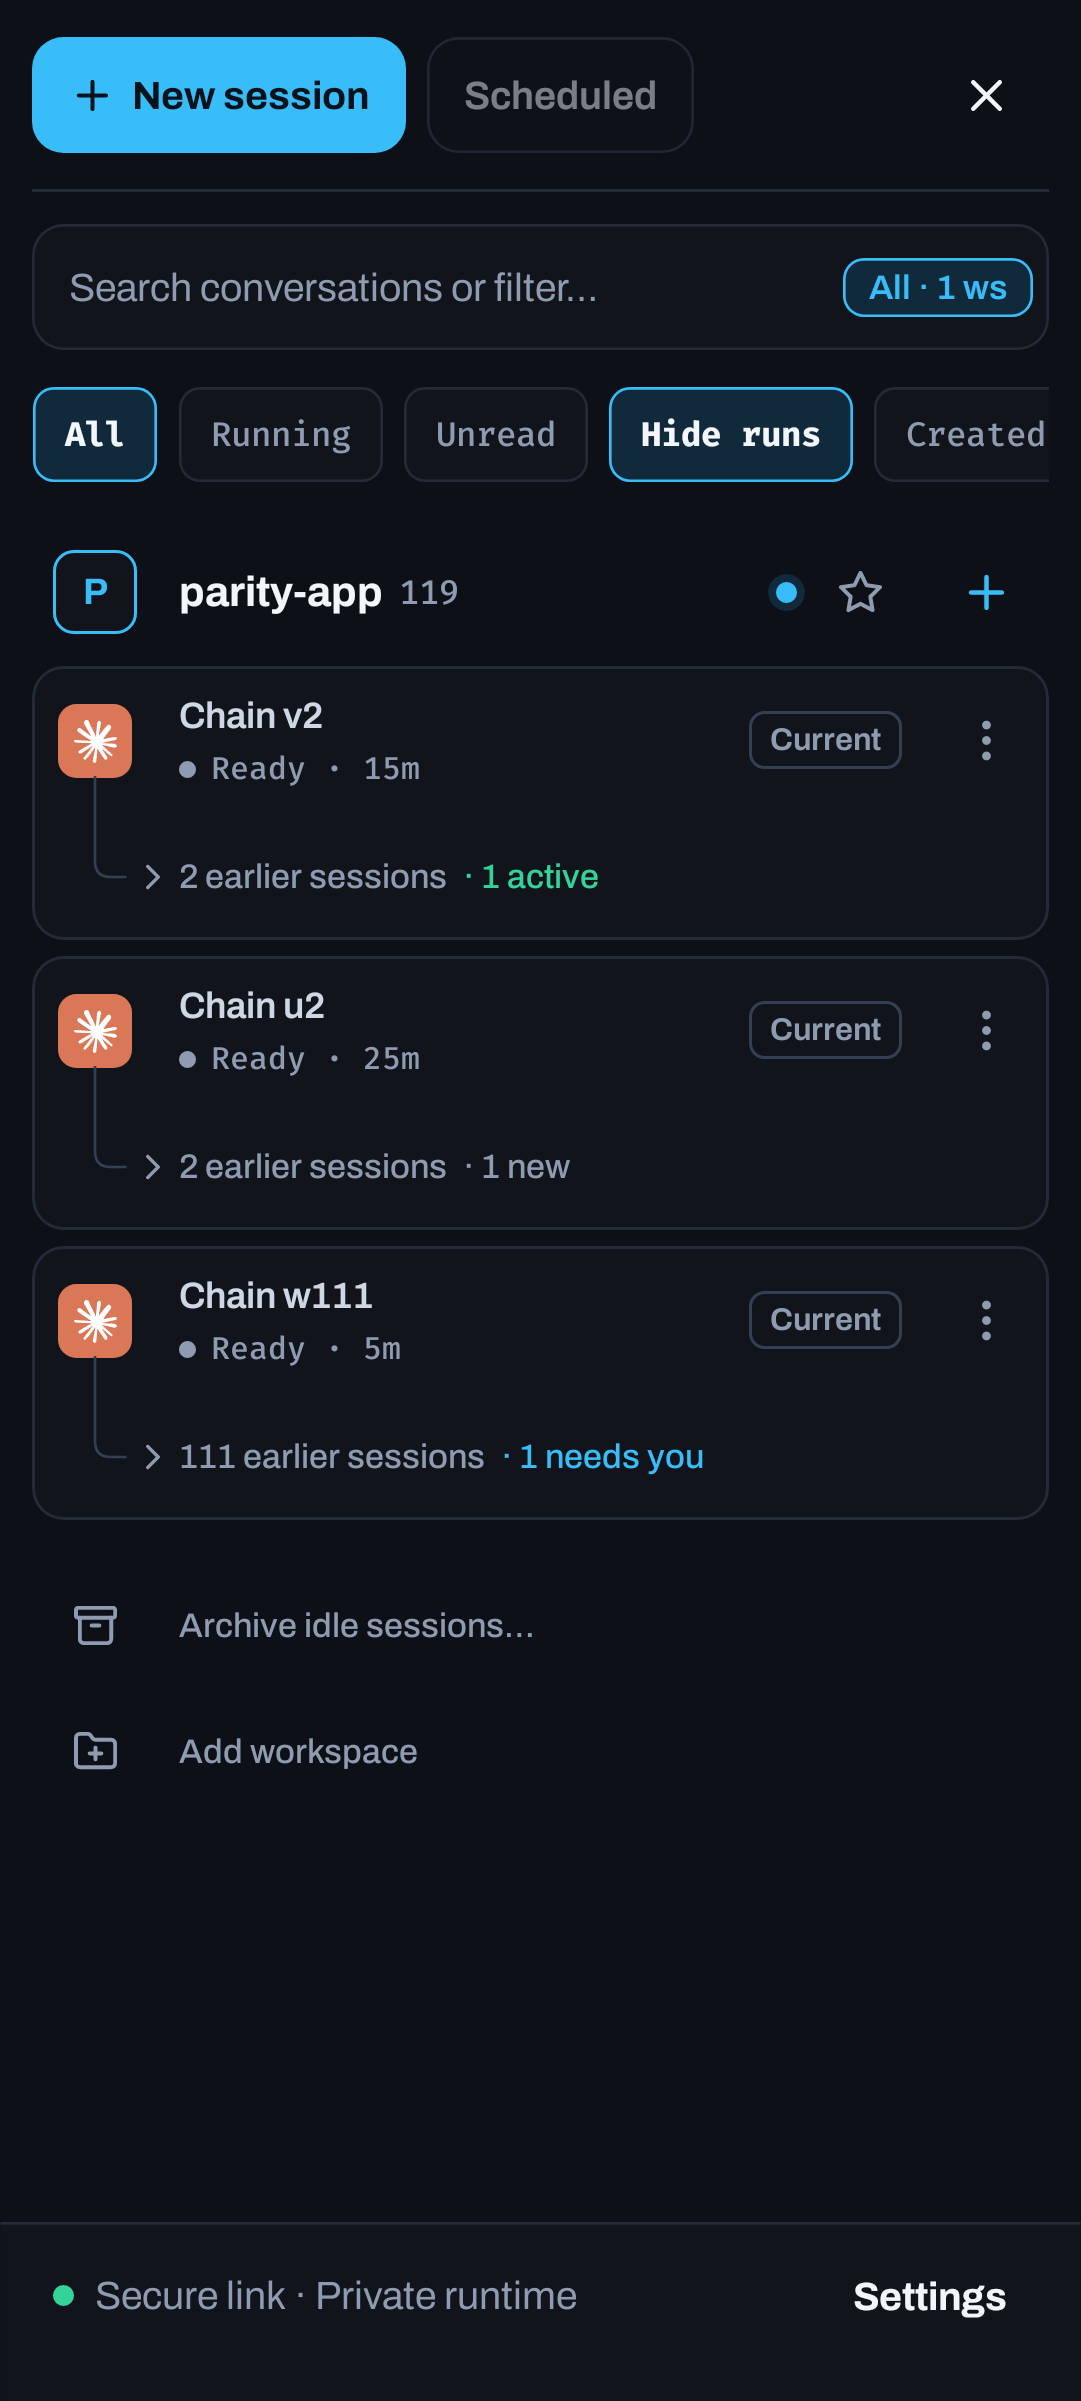 New session
Scheduled
Search conversations or filter...
All · 1 ws
All
Running
Unread
Hide runs
Created
P
parity-app 119
Chain v2
Ready · 15m
Current
2 earlier sessions · 1 active
Chain u2
Ready · 25m
Current
2 earlier sessions · 1 new
Chain w111
Ready · 5m
Current
111 earlier sessions · 1 needs you
Archive idle sessions...
Add workspace
Secure link · Private runtime
Settings